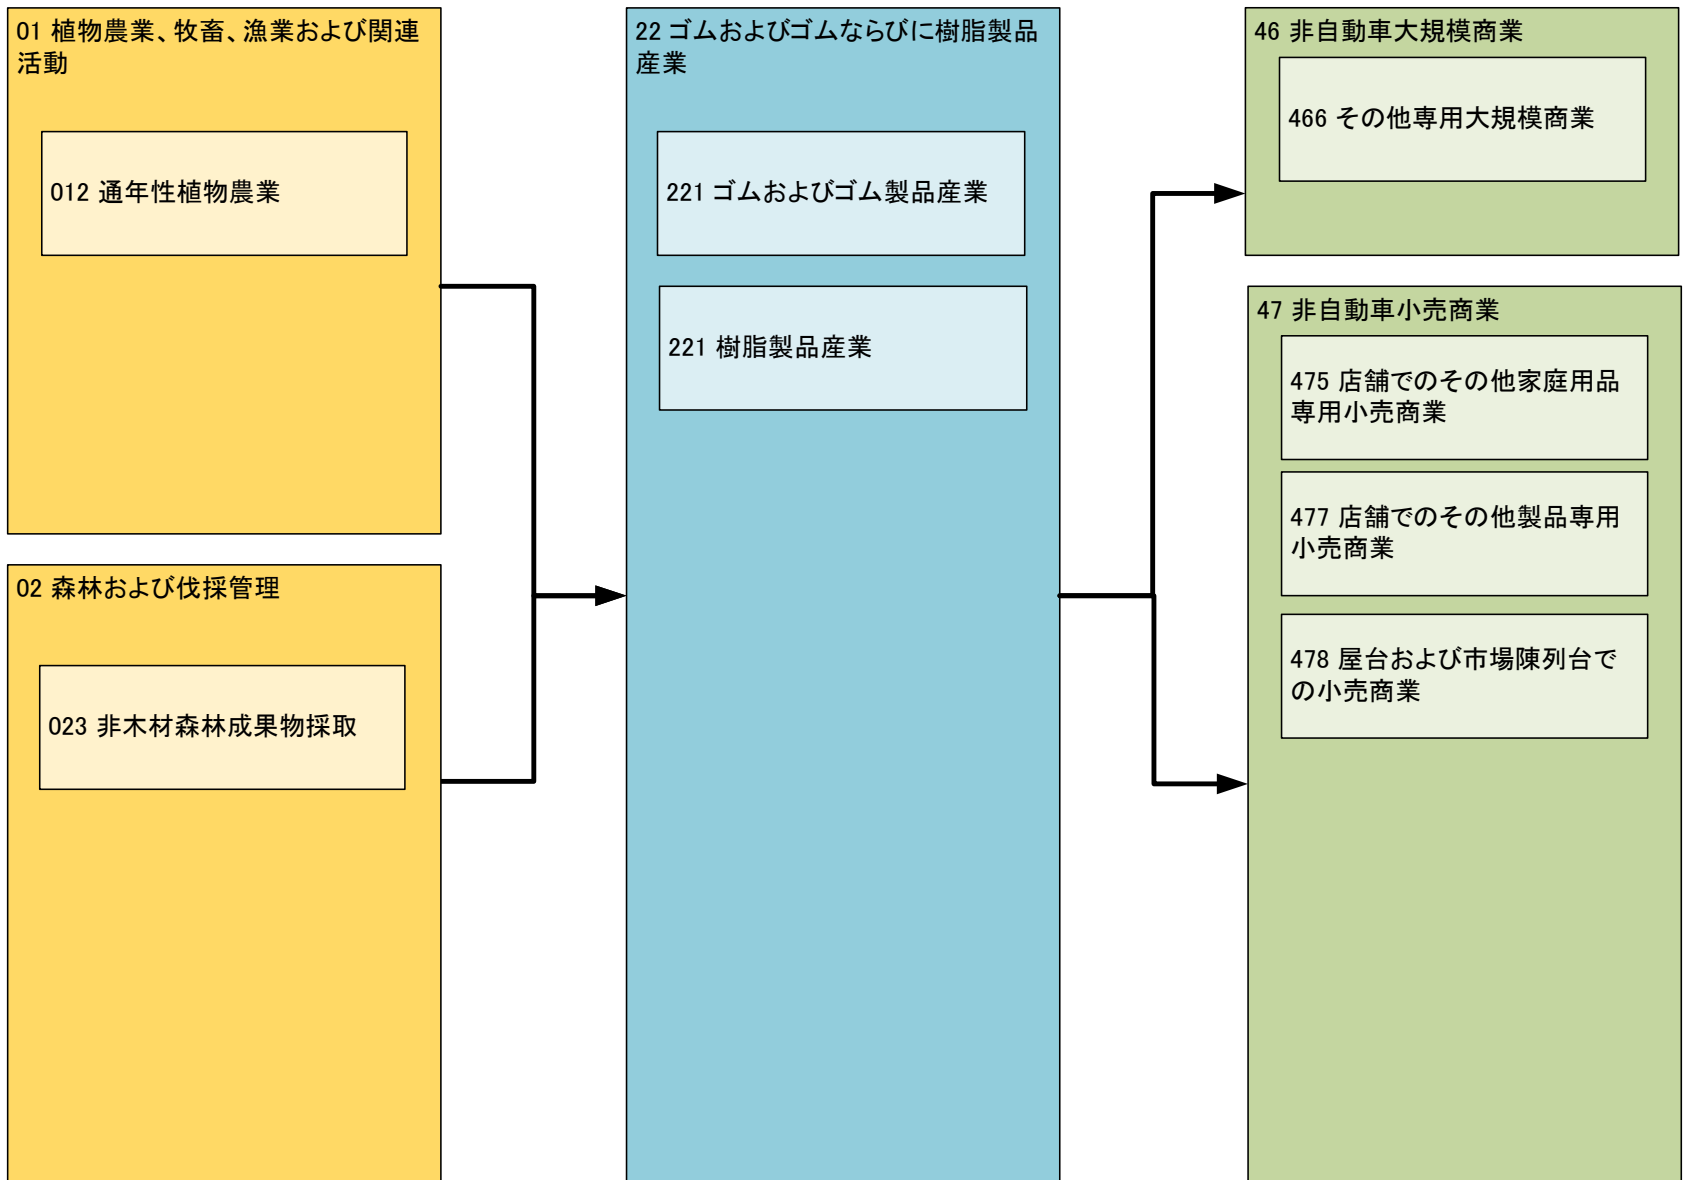 01 植物農業、牧畜、漁業および関連
活動
012 通年性植物農業
02 森林および伐採管理
023 非木材森林成果物採取
22 ゴムおよびゴムならびに樹脂製品
産業
221 ゴムおよびゴム製品産業
221 樹脂製品産業
46 非自動車大規模商業
466 その他専用大規模商業
47 非自動車小売商業
475 店舗でのその他家庭用品
専用小売商業
477 店舗でのその他製品専用
小売商業
478 屋台および市場陳列台で
の小売商業